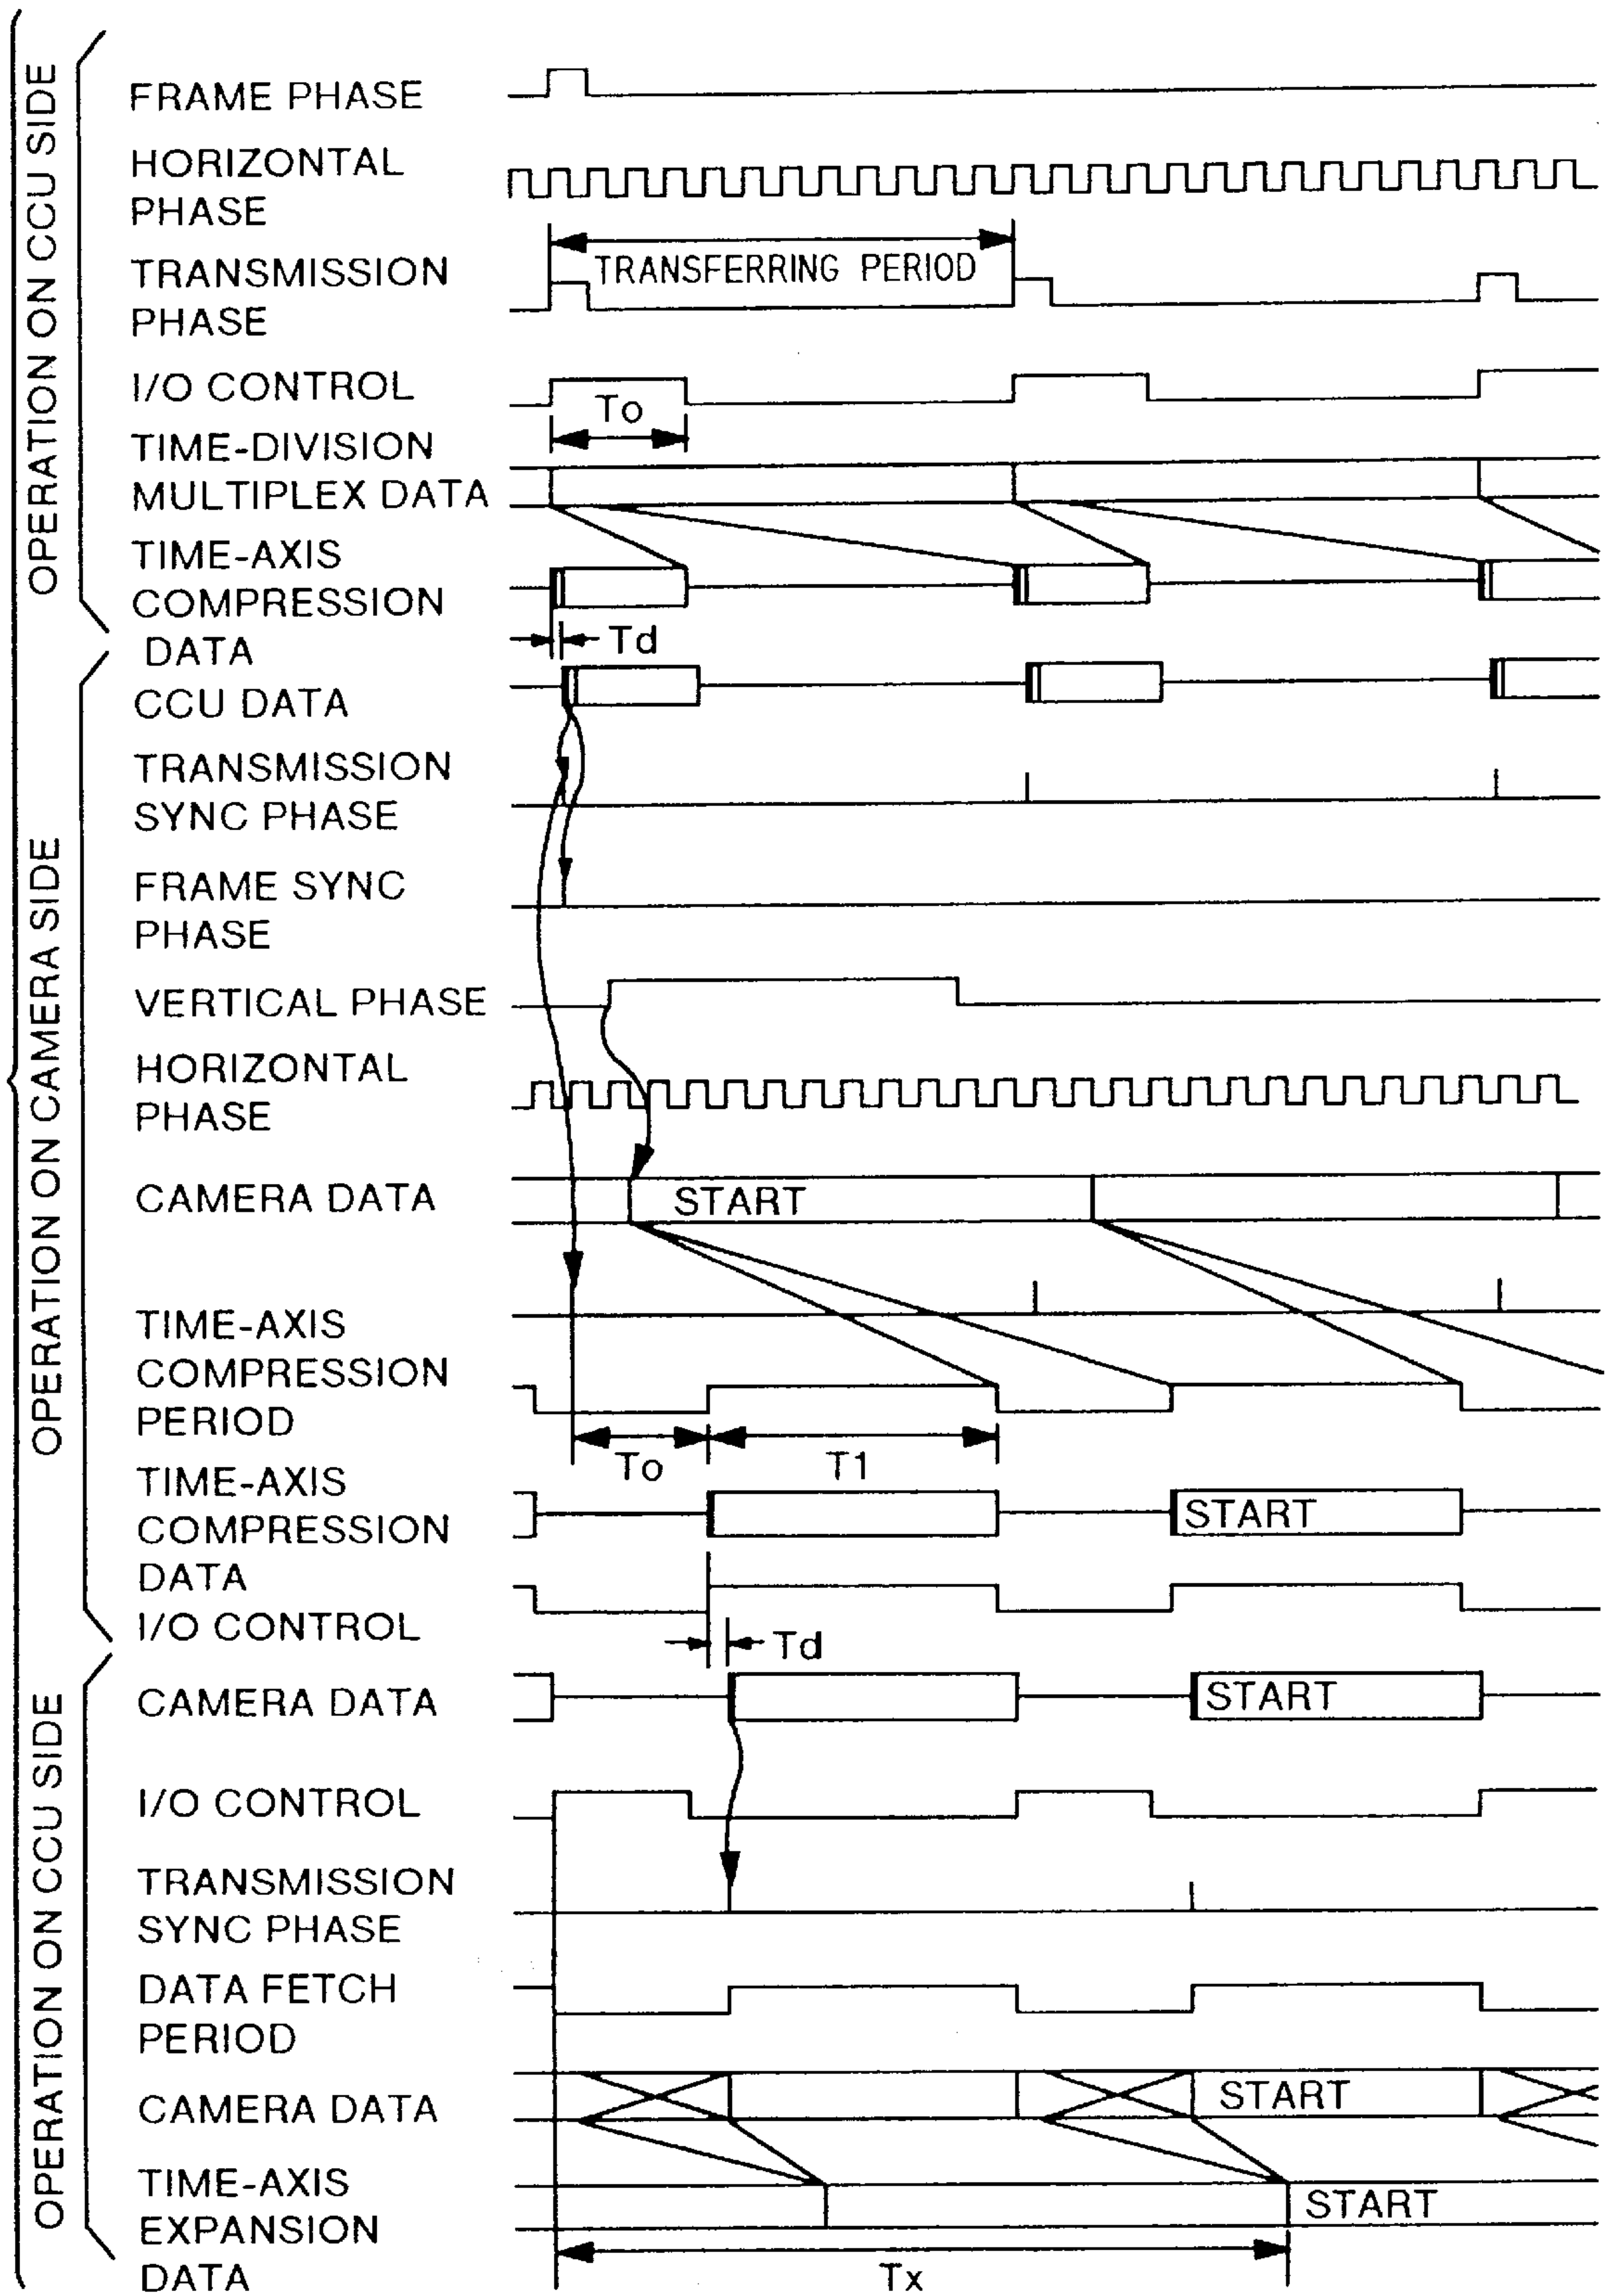 OPERATION ON CCU SIDE
FRAME PHASE
HORIZONTAL
PHASE
TRANSMISSION
PHASE
TRANSFERRING PERIOD
I/O CONTROL
To
TIME-DIVISION
MULTIPLEX DATA
TIME-AXIS
COMPRESSION
DATA
Td
OPERATION ON CAMERA SIDE
OPERATION ON CAMERA SIDE
CCU DATA
TRANSMISSION
SYNC PHASE
FRAME SYNC
PHASE
VERTICAL PHASE
HORIZONTAL
PHASE
CAMERA DATA
START
TIME-AXIS
COMPRESSION
PERIOD
To
T1
TIME-AXIS
COMPRESSION
DATA
START
I/O CONTROL
Td
OPERATION ON CCU SIDE
CAMERA DATA
START
I/O CONTROL
TRANSMISSION
SYNC PHASE
DATA FETCH
PERIOD
CAMERA DATA
START
TIME-AXIS
EXPANSION
DATA
START
Tx